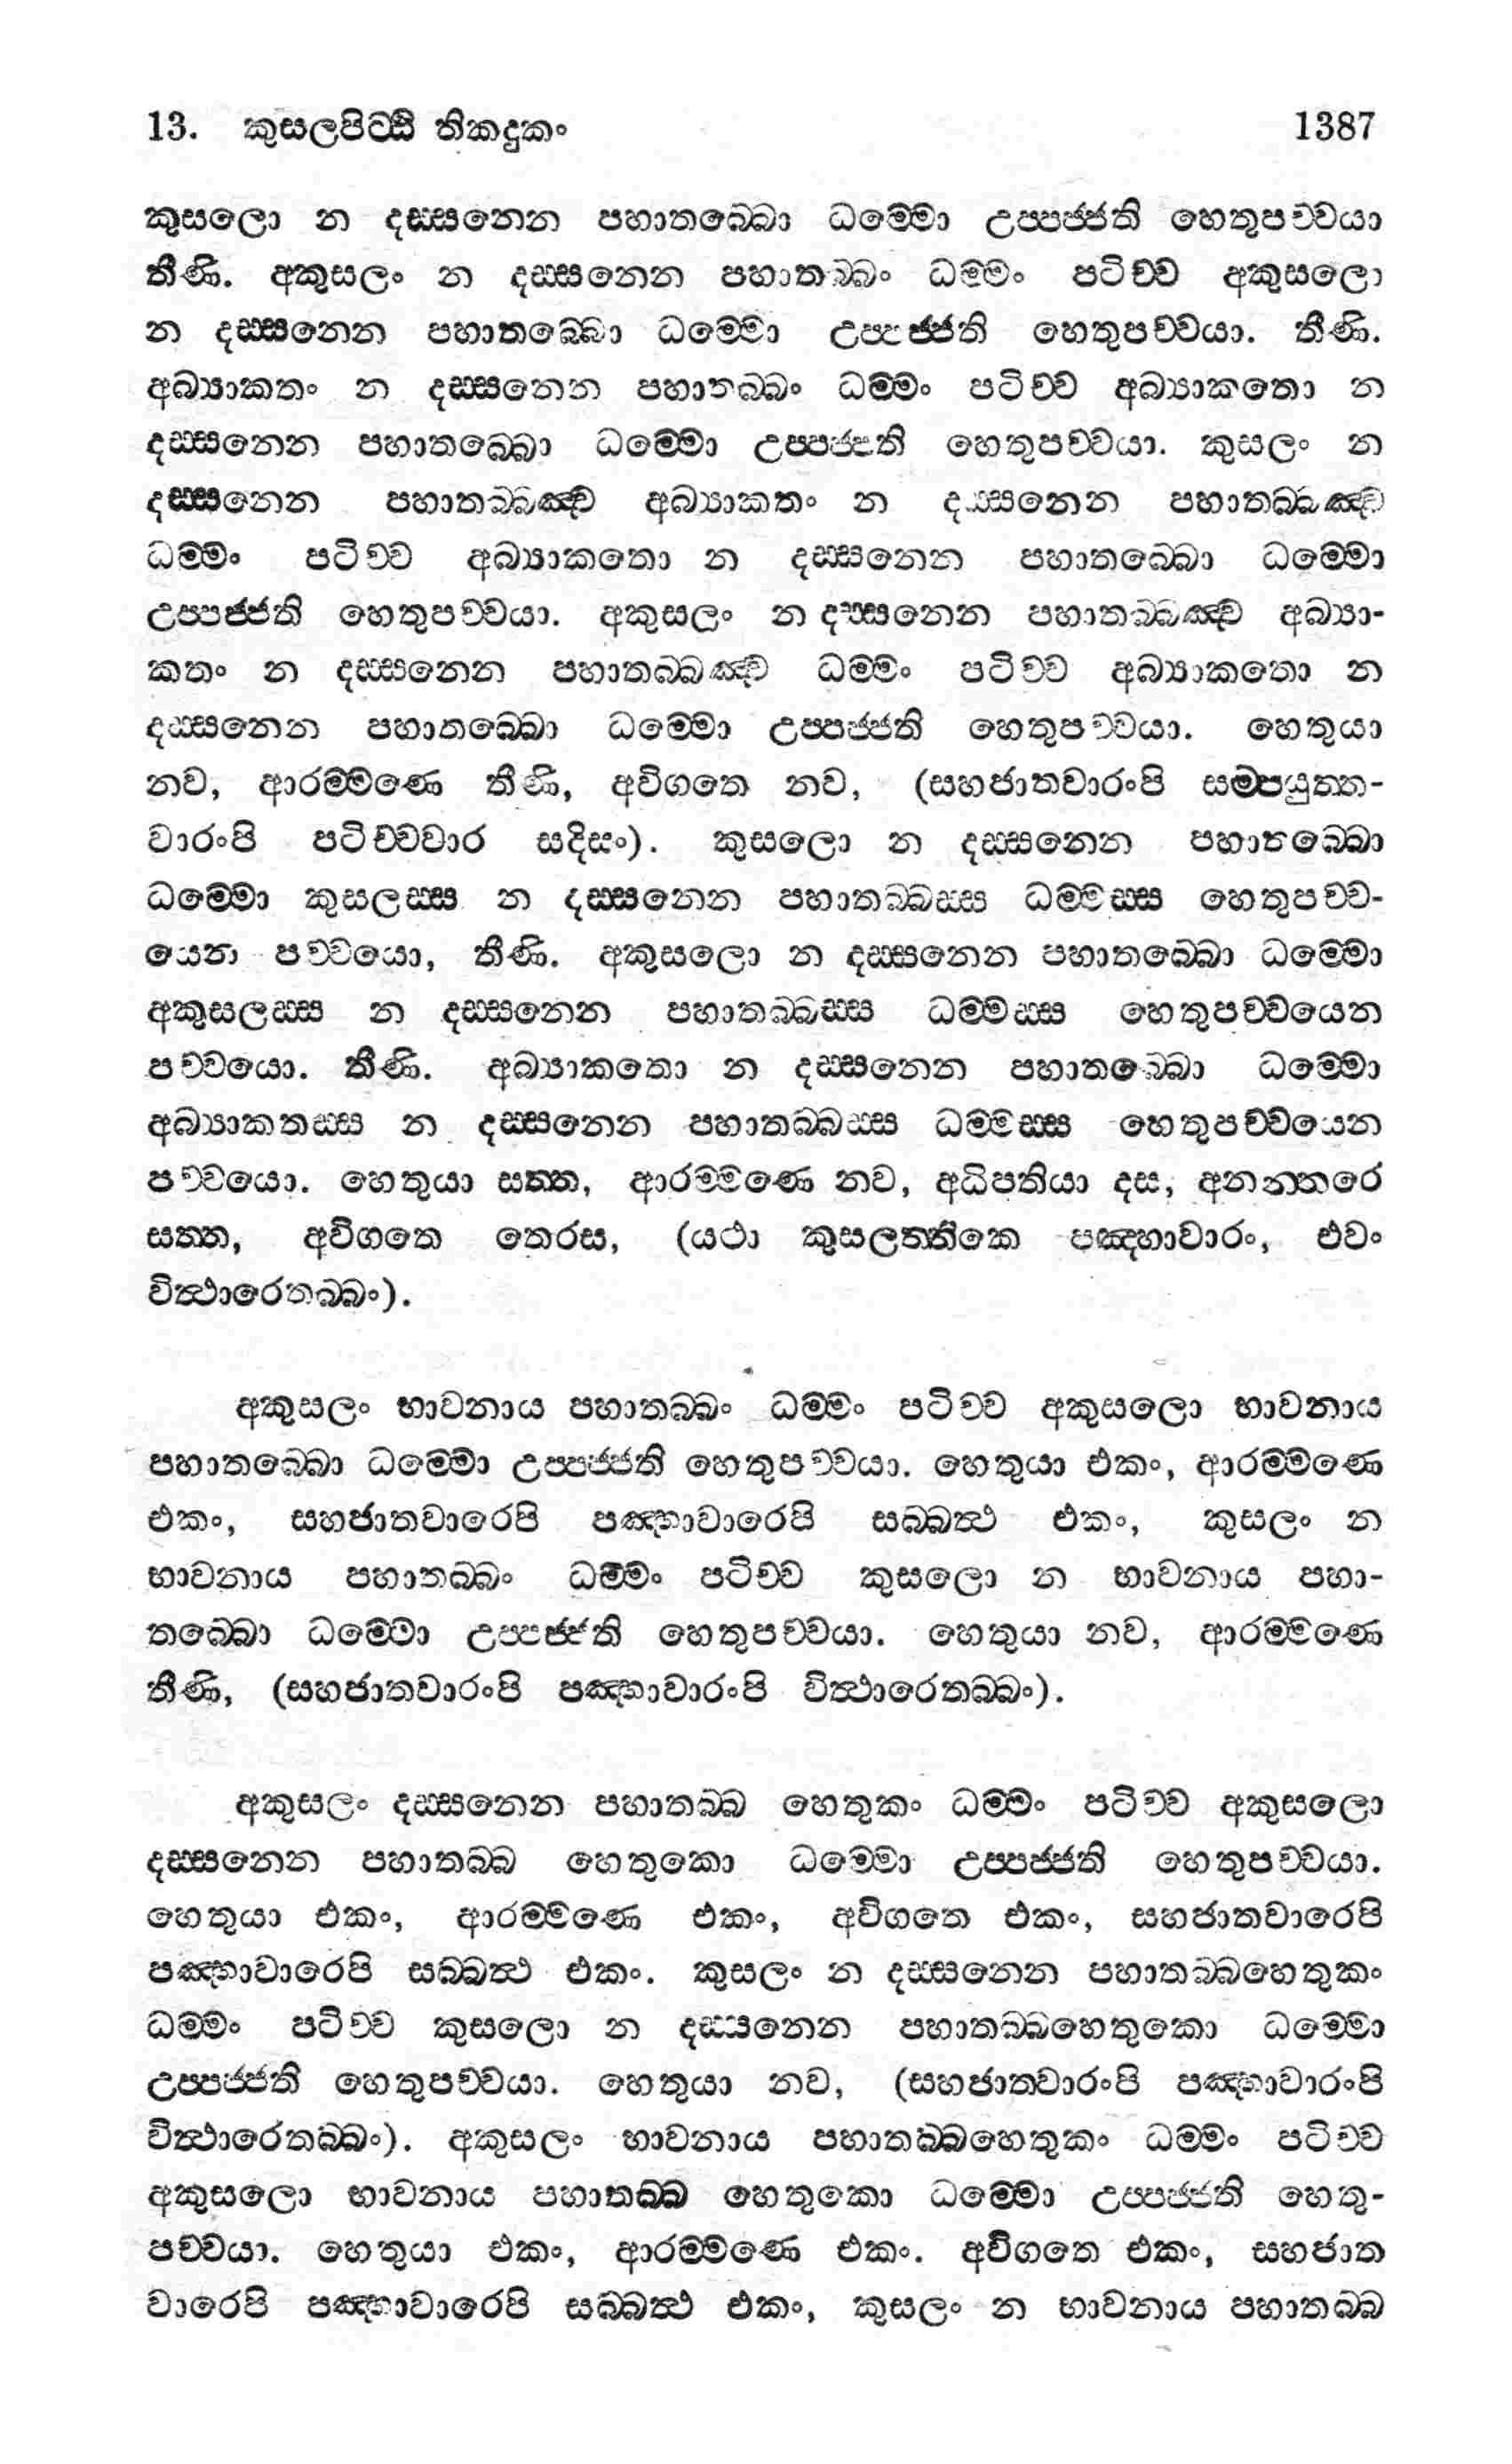 13. කුසලපිට්ඨි තිකදුකං 1387
කුසලො න දස්සනෙන පහාතබ්බො ධම්මො උප්පජ්ජති හෙතුපච්චයා
තීණි. අකුසලං න දස්සනෙන පහාතබ්බං ධම්මං පටිච්ච අකුසලො
න දස්සනෙන පහාතබ්බො ධම්මො උප්පජ්ජති හෙතුපච්චයා. තීණි.
අබ්‍යාකතං න දස්සනෙන පහාතබ්බං ධම්මං පටිච්ච අබ්‍යාකතො න
දස්සනෙන පහාතබ්බො ධම්මො උප්පජ්ජති හෙතුපච්චයා. කුසලං න
දස්සනෙන පහාතබ්බඤ්ච අබ්‍යාකතං න දස්සනෙන පහාතබ්බඤ්ච
ධම්මං පටිච්ච අබ්‍යාකතො න දස්සනෙන පහාතබ්බො ධම්මො
උප්පජ්ජති හෙතුපච්චයා. අකුසලං න දස්සනෙන පහාතබ්බඤ්ච අබ්‍යා-
කතං න දස්සනෙන පහාතබ්බඤ්ච ධම්මං පටිච්ච අබ්‍යාකතො න
දස්සනෙන පහාතබ්බො ධම්මො උප්පජ්ජති හෙතුපච්චයා. හෙතුයා
නව, ආරම්මණෙ තීණි, අවිගතෙ නව, (සහජාතවාරංපි සම්පයුත්ත-
වාරංපි පටිච්චවාර සදිසං). කුසලො න දස්සනෙන පහාතබ්බො
ධම්මො කුසලස්ස න දස්සනෙන පහාතබ්බස්ස ධම්මස්ස හෙතුපච්ච-
යෙන පච්චයො, තීණි. අකුසලො න දස්සනෙන පහාතබ්බො ධම්මො
අකුසලස්ස න දස්සනෙන පහාතබ්බස්ස ධම්මස්ස හෙතුපච්චයෙන
පච්චයො. තීණි. අබ්‍යාකතො න දස්සනෙන පහාතබ්බො ධම්මො
අබ්‍යාකතස්ස න දස්සනෙන පහාතබ්බස්ස ධම්මස්ස හෙතුපච්චයෙන
පච්චයො. හෙතුයා සත්ත, ආරම්මණෙ නව, අධිපතියා දස, අනන්තරෙ
සත්ත, අවිගතෙ තෙරස, (යථා කුසලත්තිකෙ පඤ්හාවාරං, එවං
විත්ථාරෙතබ්බං).
අකුසලං භාවනාය පහාතබ්බං ධම්මං පටිච්ච අකුසලො භාවනාය
පහාතබ්බො ධම්මො උප්පජ්ජති හෙතුපච්චයා. හෙතුයා එකං, ආරම්මණෙ
එකං, සහජාතවාරෙපි පඤ්හාවාරෙපි සබ්බත්ථ එකං, කුසලං න
භාවනාය පහාතබ්බං ධම්මං පටිච්ච කුසලො න භාවනාය පහා-
තබ්බො ධම්මො උප්පජ්ජති හෙතුපච්චයා. හෙතුයා නව, ආරම්මණෙ
තීණි, (සහජාතවාරංපි පඤ්හාවාරංපි විත්ථාරෙතබ්බං).
අකුසලං දස්සනෙන පහාතබ්බ හෙතුකං ධම්මං පටිච්ච අකුසලො
දස්සනෙන පහාතබ්බ හෙතුකො ධම්මො උප්පජ්ජති හෙතුපච්චයා.
හෙතුයා එකං, ආරම්මණෙ එකං, අවිගතෙ එකං, සහජාතවාරෙපි
පඤ්හාවාරෙපි සබ්බත්ථ එකං. කුසලං න දස්සනෙන පහාතබ්බහෙතුකං
ධම්මං පටිච්ච කුසලො න දස්සනෙන පහාතබ්බහෙතුකො ධම්මො
උප්පජ්ජති හෙතුපච්චයා. හෙතුයා නව, (සහජාතවාරංපි පඤ්හාවාරංපි
විත්ථාරෙතබ්බං). අකුසලං භාවනාය පහාතබ්බහෙතුකං ධම්මං පටිච්ච
අකුසලො භාවනාය පහාතබ්බ හෙතුකො ධම්මො උප්පජ්ජති හෙතු-
පච්චයා. හෙතුයා එකං, ආරම්මණෙ එකං. අවිගතෙ එකං, සහජාත
වාරෙපි පඤ්හාවාරෙපි සබ්බත්ථ එකං, කුසලං න භාවනාය පහාතබ්බ